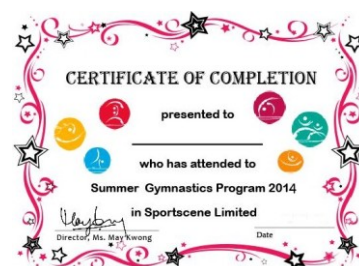 CERTIFICATE OF COMPLETION
presented to
who has attended to
Summer Gymnastics Program 2014
in Sportscene Limited
Director, Ms. May Kwong
Date